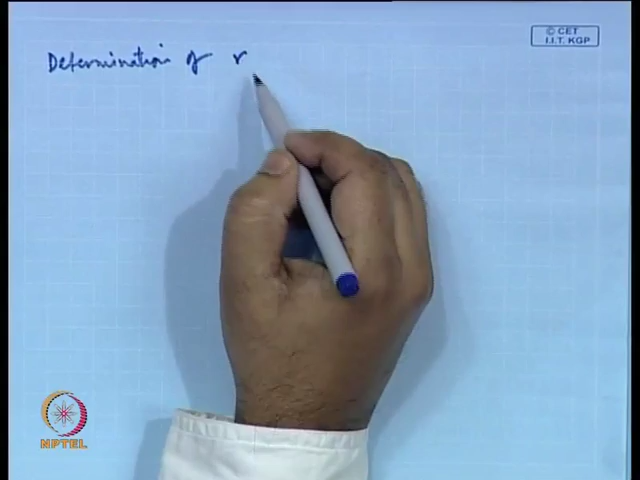 Determination of r
© CET
I.I.T. KGP
NPTEL